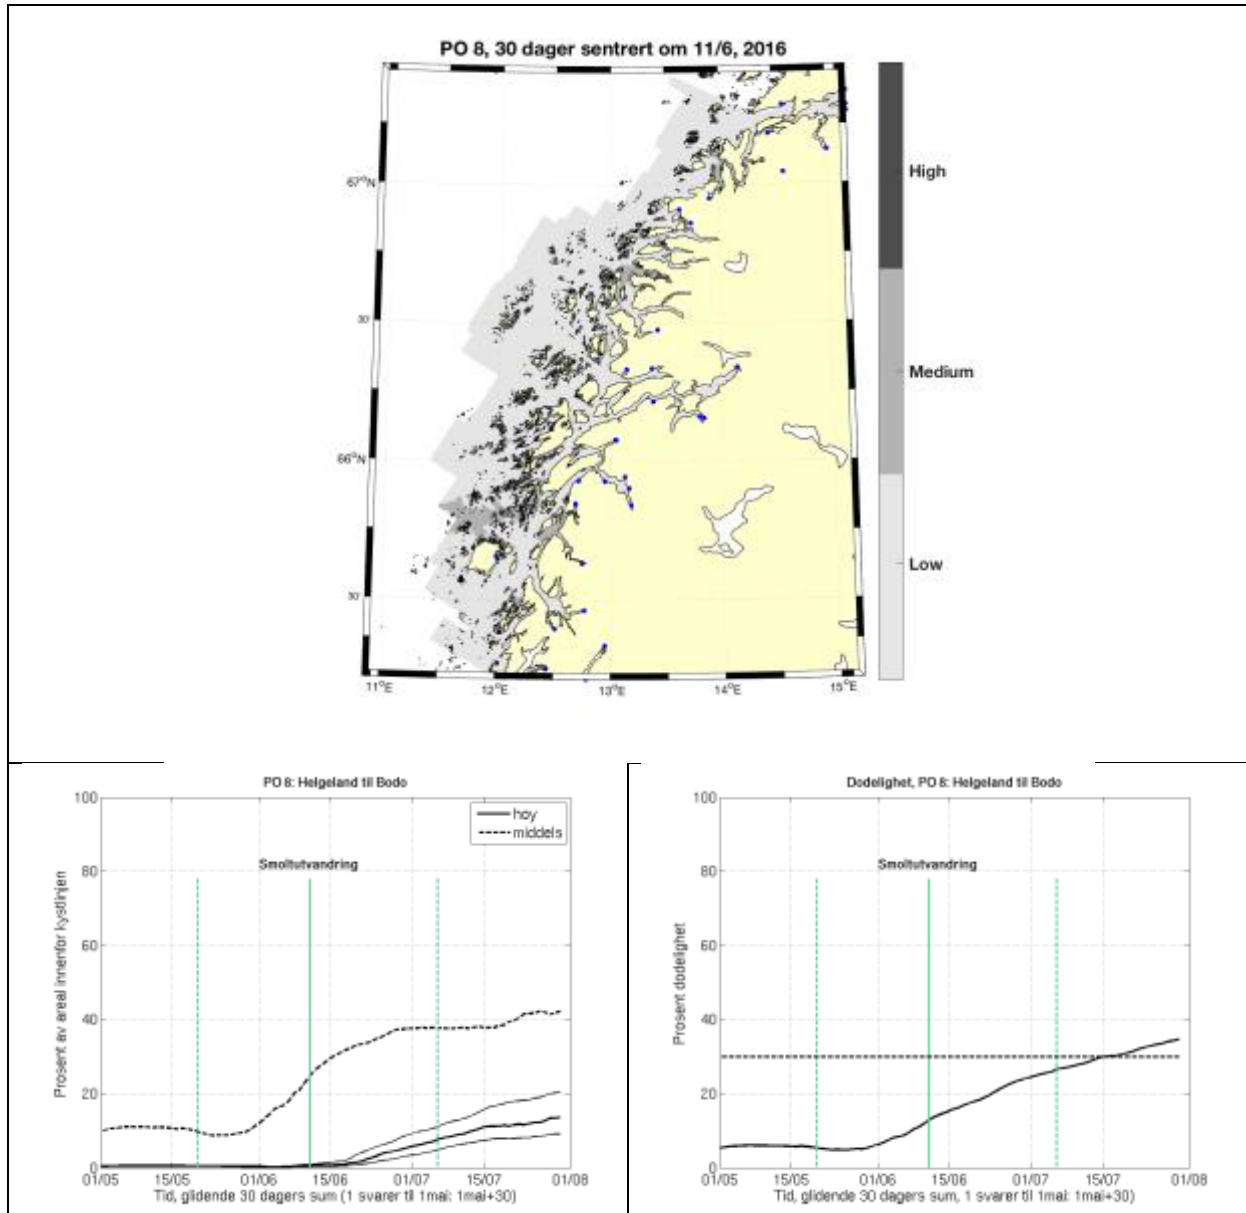 PO 8, 30 dager sentrert om 11/6, 2016
High
67°N
30'
Medium
66°N
Low
30'
11°E 12°E 13°E 14°E 15°E
PO 8: Helgeland til Bodo
100
hoy
middels
80
Smoltutvandring
60
40
20
0
Prosent av areal innenfor kystlinjen
01/05 15/05 01/06 15/06 01/07 15/07 01/08
Tid, glidende 30 dagers sum (1 svarer til 1mai: 1mai+30)
Dodelighet, PO 8: Helgeland til Bodo
100
80
Smoltutvandring
60
40
20
0
Prosent dodelighet
01/05 15/05 01/06 15/06 01/07 15/07 01/08
Tid, glidende 30 dagers sum, 1 svarer til 1mai: 1mai+30)